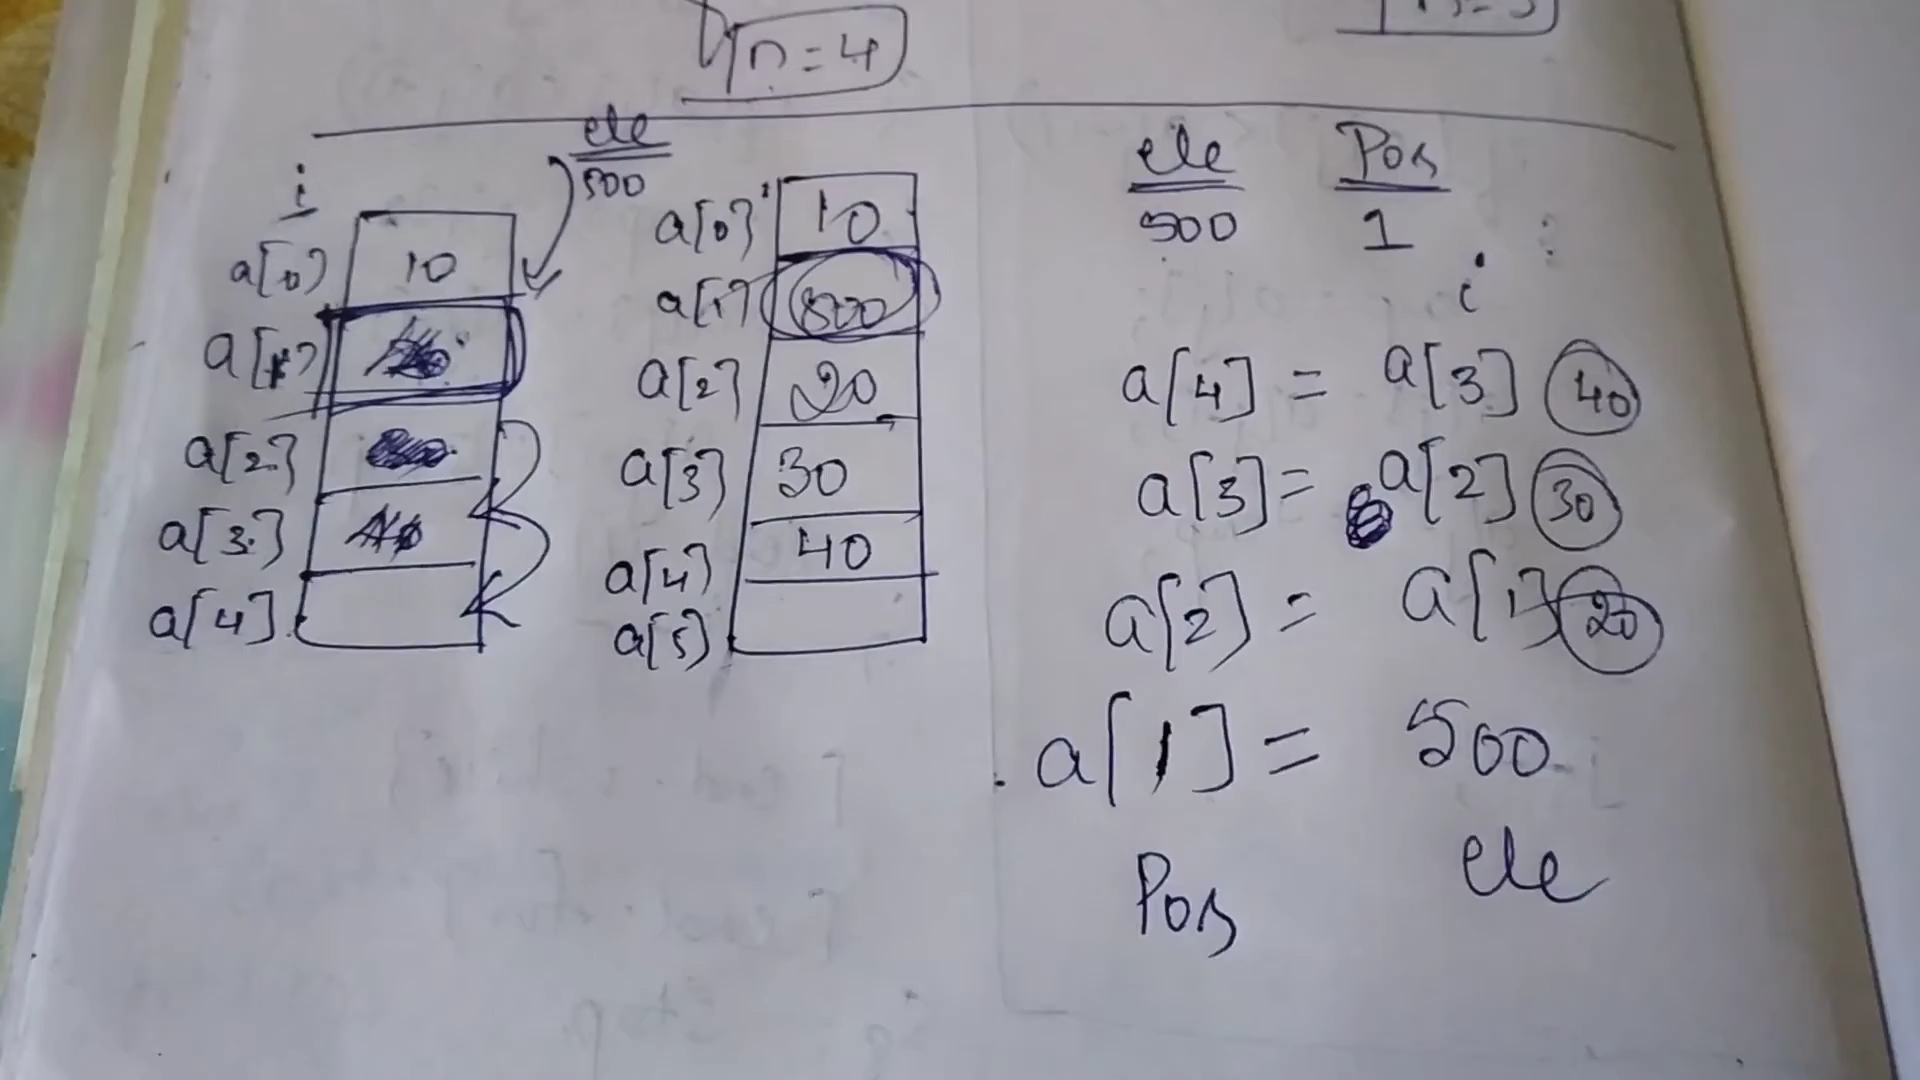 n=4
i
ele
500
a[0] 10
a[1]
a[2]
a[3]
a[4]
a[0] 10
a[1] 500
a[2] 20
a[3] 30
a[4] 40
a[5]
ele Pos
500 1
i
a[4] = a[3] 40
a[3] = a[2] 30
a[2] = a[1] 20
a[1] = 500
Pos ele